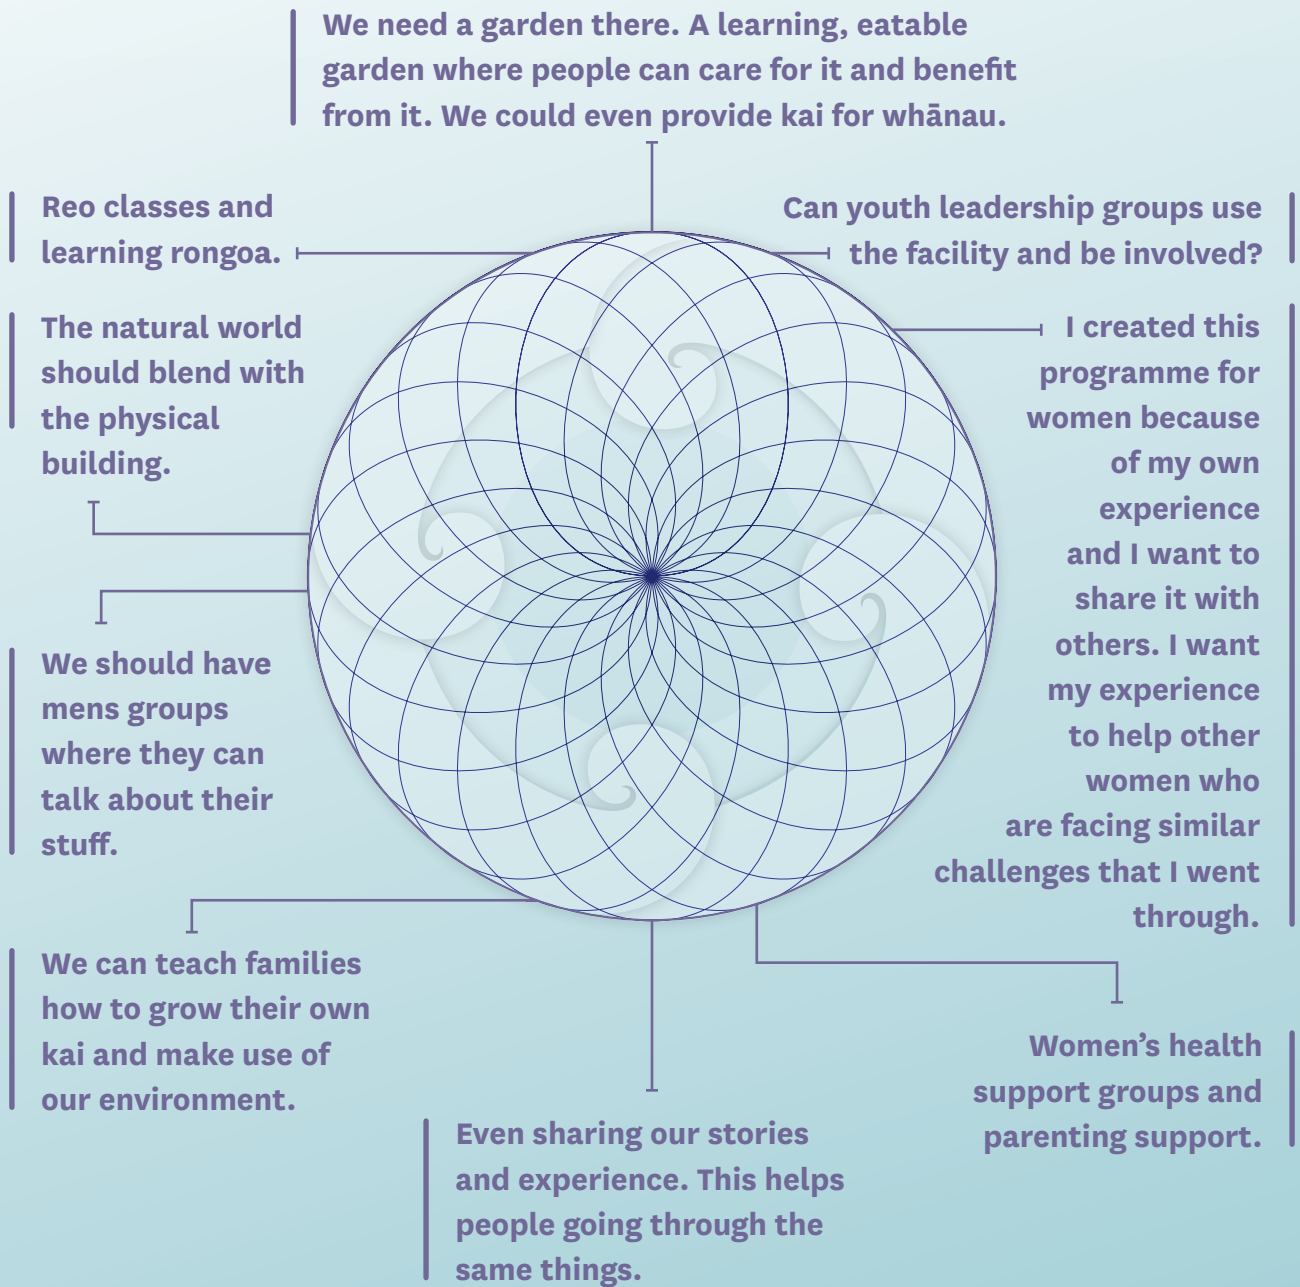 We need a garden there. A learning, eatable
garden where people can care for it and benefit
from it. We could even provide kai for whānau.
Reo classes and
learning rongoa.
Can youth leadership groups use
the facility and be involved?
The natural world
should blend with
the physical
building.
I created this
programme for
women because
of my own
experience
and I want to
share it with
others. I want
my experience
to help other
women who
are facing similar
challenges that I went
through.
We should have
mens groups
where they can
talk about their
stuff.
We can teach families
how to grow their own
kai and make use of
our environment.
Women’s health
support groups and
parenting support.
Even sharing our stories
and experience. This helps
people going through the
same things.